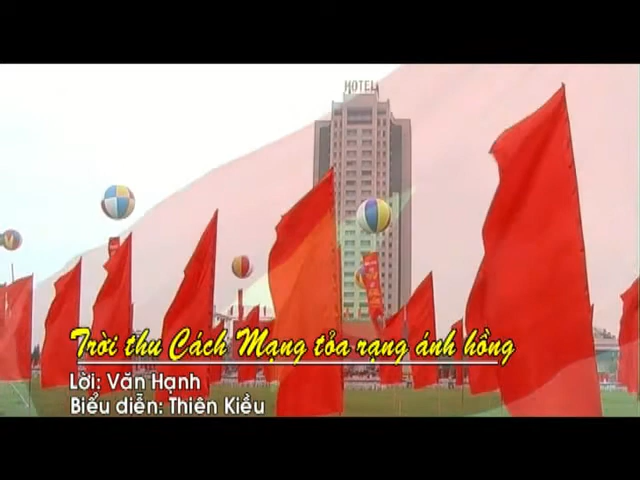 HOTEL
Trời thu Cách Mạng tỏa rạng ánh hồng
Lời: Văn Hạnh
Biểu diễn: Thiên Kiều